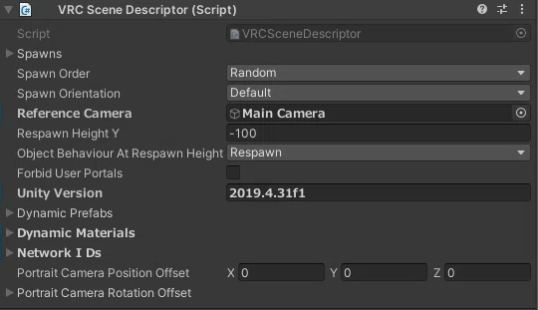 VRC Scene Descriptor (Script)
Script VRCSceneDescriptor
Spawns
Spawn Order Random
Spawn Orientation Default
Reference Camera Main Camera
Respawn Height Y -100
Object Behaviour At Respawn Height Respawn
Forbid User Portals
Unity Version 2019.4.31f1
Dynamic Prefabs
Dynamic Materials
Network I Ds
Portrait Camera Position Offset X 0 Y 0 Z 0
Portrait Camera Rotation Offset